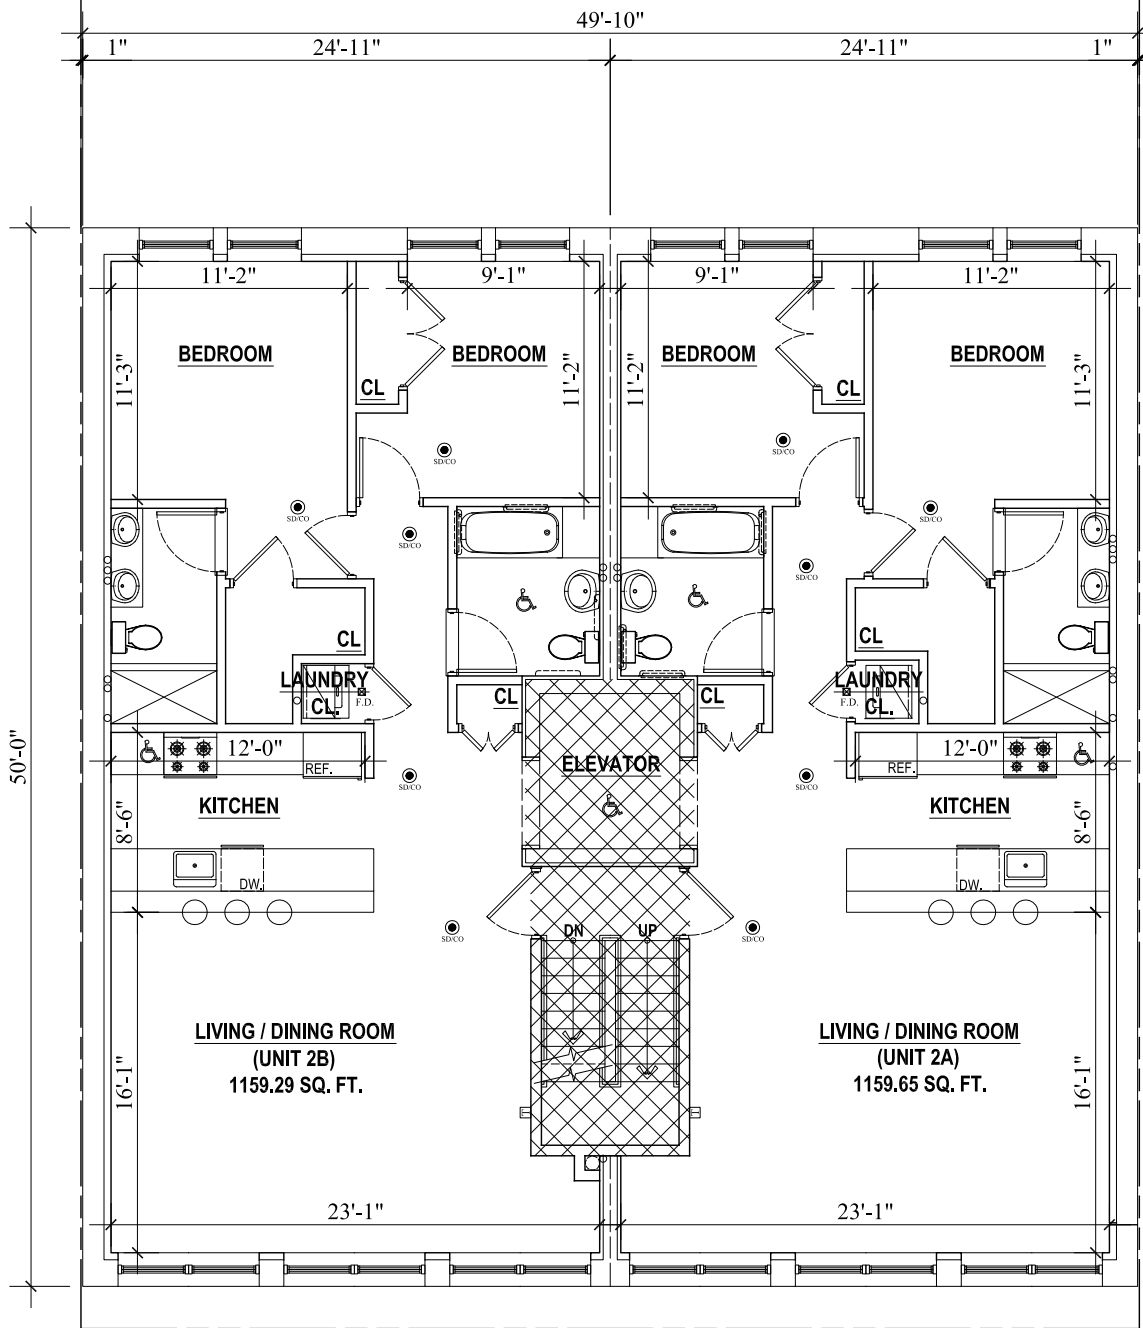 49'-10"
1" 24'-11" 24'-11" 1"
11'-2" 9'-1" 9'-1" 11'-2"
BEDROOM BEDROOM BEDROOM BEDROOM
11'-3" 11'-2" 11'-2" 11'-3"
CL CL
SD/CO SD/CO
SD/CO SD/CO
SD/CO SD/CO
CL CL
LAUNDRY CL. F.D. CL CL LAUNDRY CL. F.D.
50'-0"
12'-0" 12'-0"
REF. ELEVATOR REF.
SD/CO SD/CO
KITCHEN KITCHEN
8'-6" 8'-6"
DW. DW.
SD/CO DN UP SD/CO
LIVING / DINING ROOM
(UNIT 2B)
1159.29 SQ. FT.
LIVING / DINING ROOM
(UNIT 2A)
1159.65 SQ. FT.
16'-1" 16'-1"
23'-1" 23'-1"